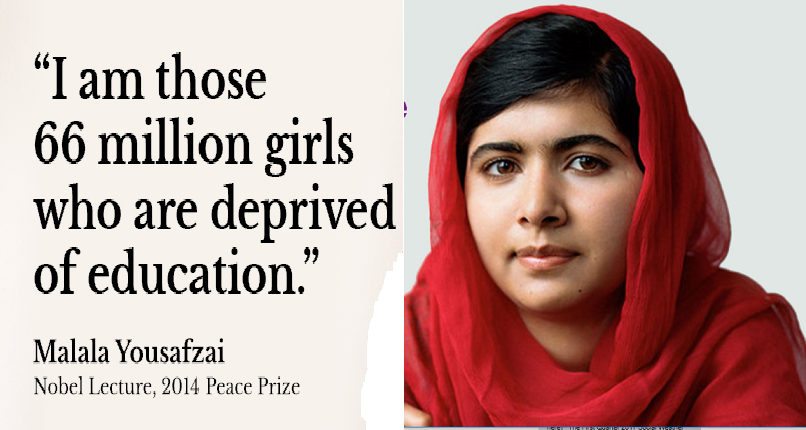 “I am those
66 million girls
who are deprived
of education.”
Malala Yousafzai
Nobel Lecture, 2014 Peace Prize